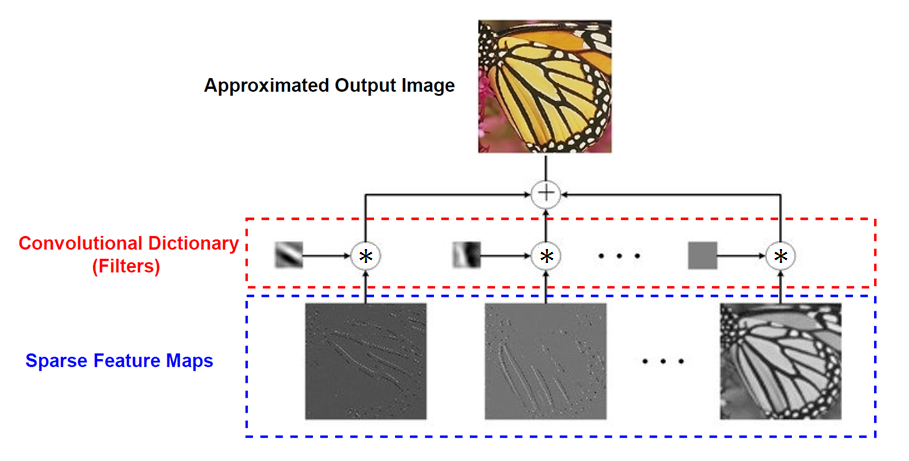 Approximated Output Image
+
Convolutional Dictionary
(Filters)
* * . . . *
Sparse Feature Maps
. . .